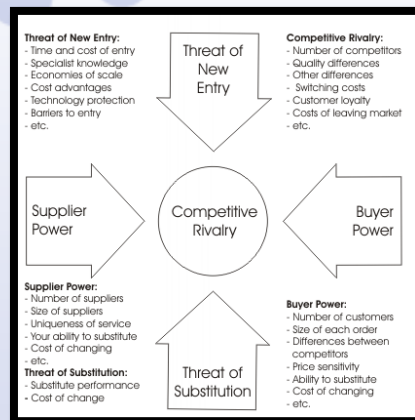 Threat of New Entry:
- Time and cost of entry
- Specialist knowledge
- Economies of scale
- Cost advantages
- Technology protection
- Barriers to entry
- etc.
Threat of
New
Entry
Competitive Rivalry:
- Number of competitors
- Quality differences
- Other differences
- Switching costs
- Customer loyalty
- Costs of leaving market
- etc.
Supplier
Power
Competitive
Rivalry
Buyer
Power
Supplier Power:
- Number of suppliers
- Size of suppliers
- Uniqueness of service
- Your ability to substitute
- Cost of changing
- etc.
Threat of Substitution:
- Substitute performance
- Cost of change
Threat of
Substitution
Buyer Power:
- Number of customers
- Size of each order
- Differences between
competitors
- Price sensitivity
- Ability to substitute
- Cost of changing
- etc.